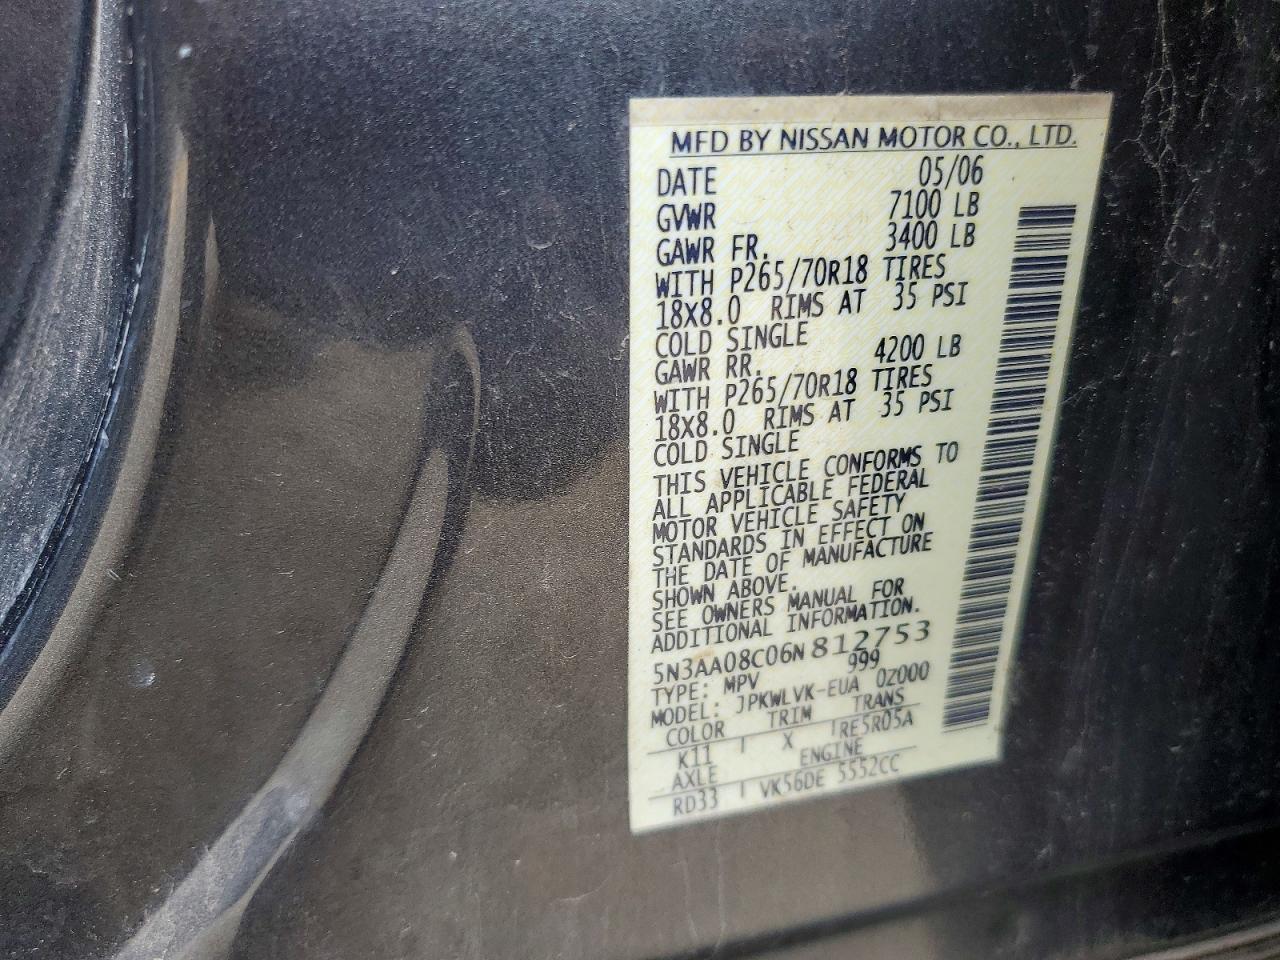 MFD BY NISSAN MOTOR CO., LTD.
DATE 05/06
GVWR 7100 LB
GAWR FR. 3400 LB
WITH P265/70R18 TIRES
18X8.0 RIMS AT 35 PSI
COLD SINGLE
GAWR RR. 4200 LB
WITH P265/70R18 TIRES
18X8.0 RIMS AT 35 PSI
COLD SINGLE
THIS VEHICLE CONFORMS TO
ALL APPLICABLE FEDERAL
MOTOR VEHICLE SAFETY
STANDARDS IN EFFECT ON
THE DATE OF MANUFACTURE
SHOWN ABOVE.
SEE OWNERS MANUAL FOR
ADDITIONAL INFORMATION.
5N3AA08C06N812753
TYPE: MPV 999
MODEL: JPKWLVK-EUA 0Z000
COLOR TRIM TRANS
K11 X RE5R05A
AXLE ENGINE
RD33 VK56DE 5552CC